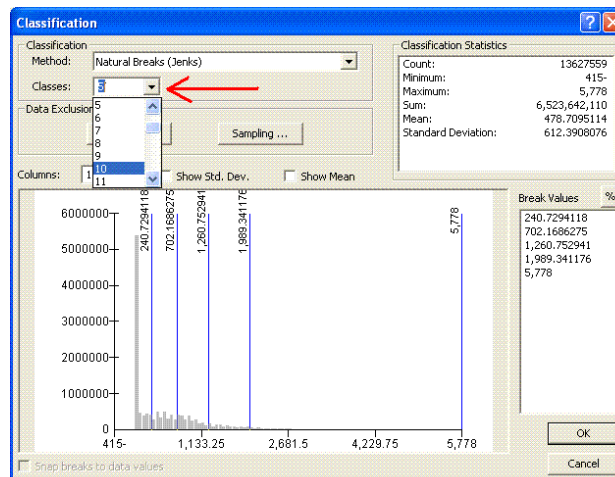 Classification
Classification
Method: Natural Breaks (Jenks)
Classes: 5
5
6
7
8
9
10
11
Data Exclusion
Sampling ...
Columns: 1
Show Std. Dev.
Show Mean
Classification Statistics
Count: 13627559
Minimum: 415-
Maximum: 5,778
Sum: 6,523,642,110
Mean: 478.7095114
Standard Deviation: 612.3908076
Break Values
%
240.7294118
702.1686275
1,260.752941
1,989.341176
5,778
240.7294118
702.1686275
1,260.752941
1,989.341176
5,778
6000000
5000000
4000000
3000000
2000000
1000000
0
415-
1,133.25
2,681.5
4,229.75
5,778
Snap breaks to data values
OK
Cancel